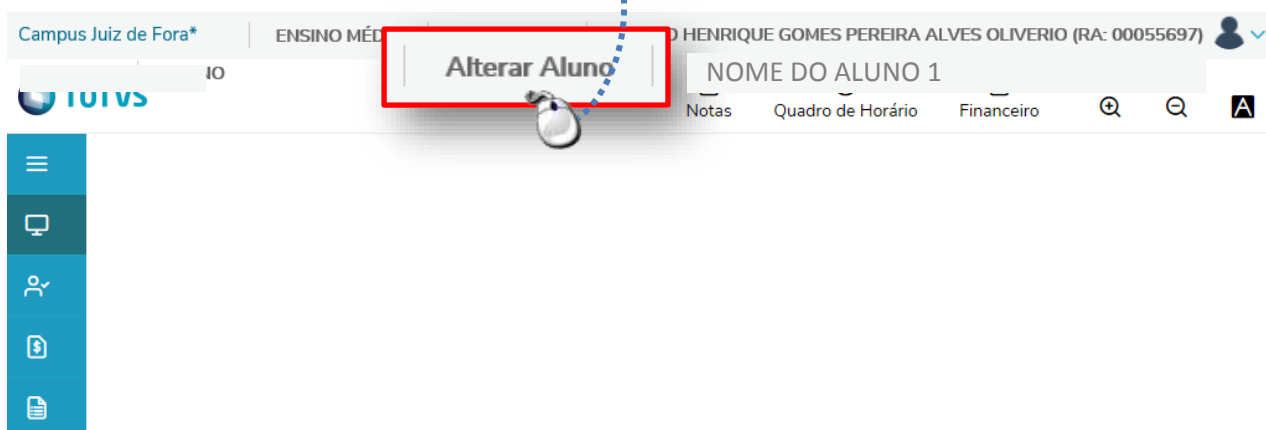 Campus Juiz de Fora* ENSINO MÉD HENRIQUE GOMES PEREIRA ALVES OLIVERIO (RA: 00055697)
Alterar Aluno NOME DO ALUNO 1
TOTVS Notas Quadro de Horário Financeiro A